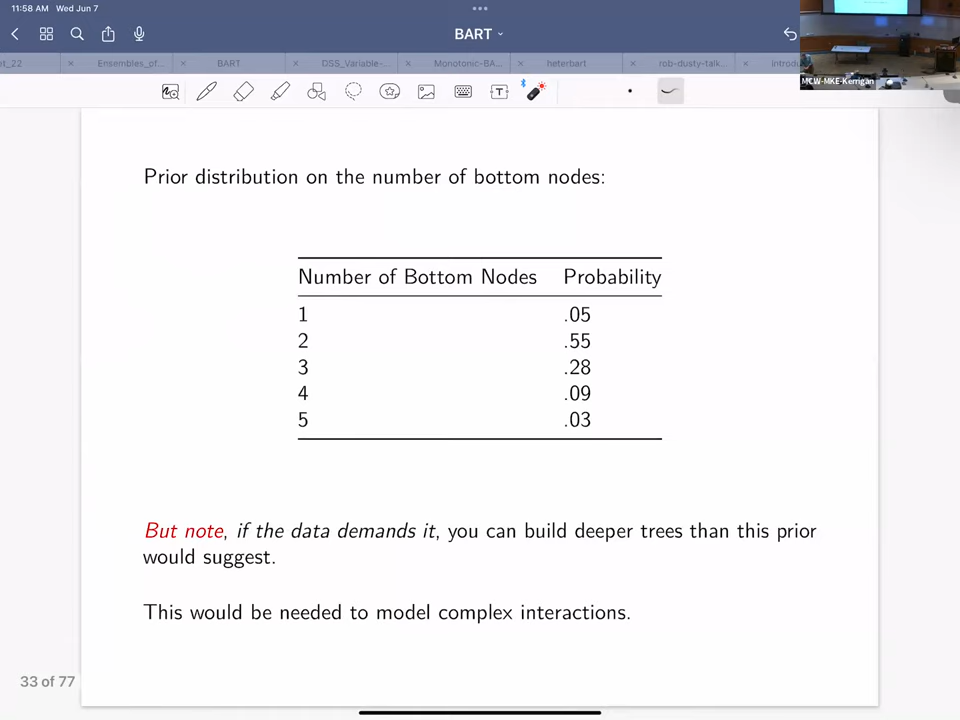 11:58 AM Wed Jun 7
BART
Ensembles_of...
BART
DSS_Variable-...
Monotonic-BA...
heterbart
rob-dusty-talk...
MCW-MKE-Kerrigan
Prior distribution on the number of bottom nodes:
Number of Bottom Nodes Probability
1 .05
2 .55
3 .28
4 .09
5 .03
But note, if the data demands it, you can build deeper trees than this prior
would suggest.
This would be needed to model complex interactions.
33 of 77